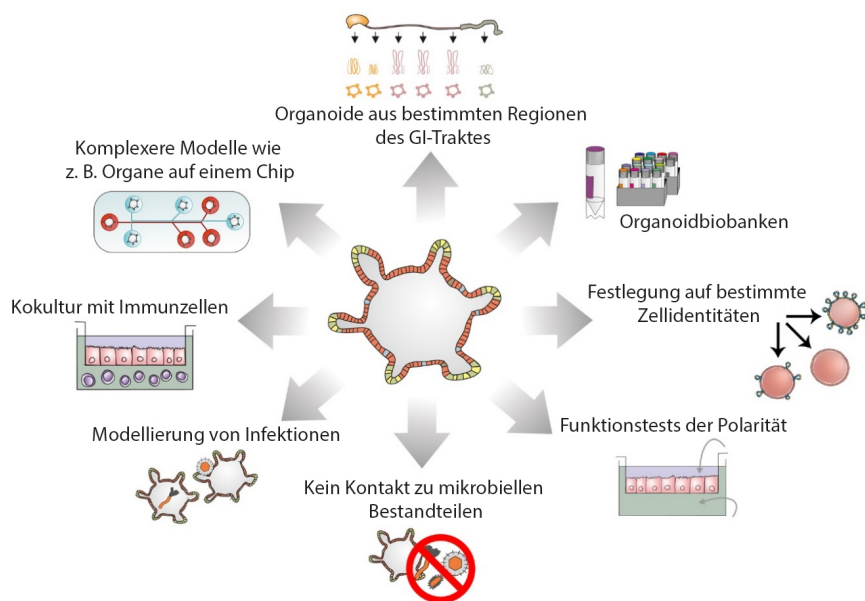 Organoide aus bestimmten Regionen
des GI-Traktes
Komplexere Modelle wie
z. B. Organe auf einem Chip
Organoidbiobanken
Kokultur mit Immunzellen
Festlegung auf bestimmte
Zellidentitäten
Modellierung von Infektionen
Funktionstests der Polarität
Kein Kontakt zu mikrobiellen
Bestandteilen